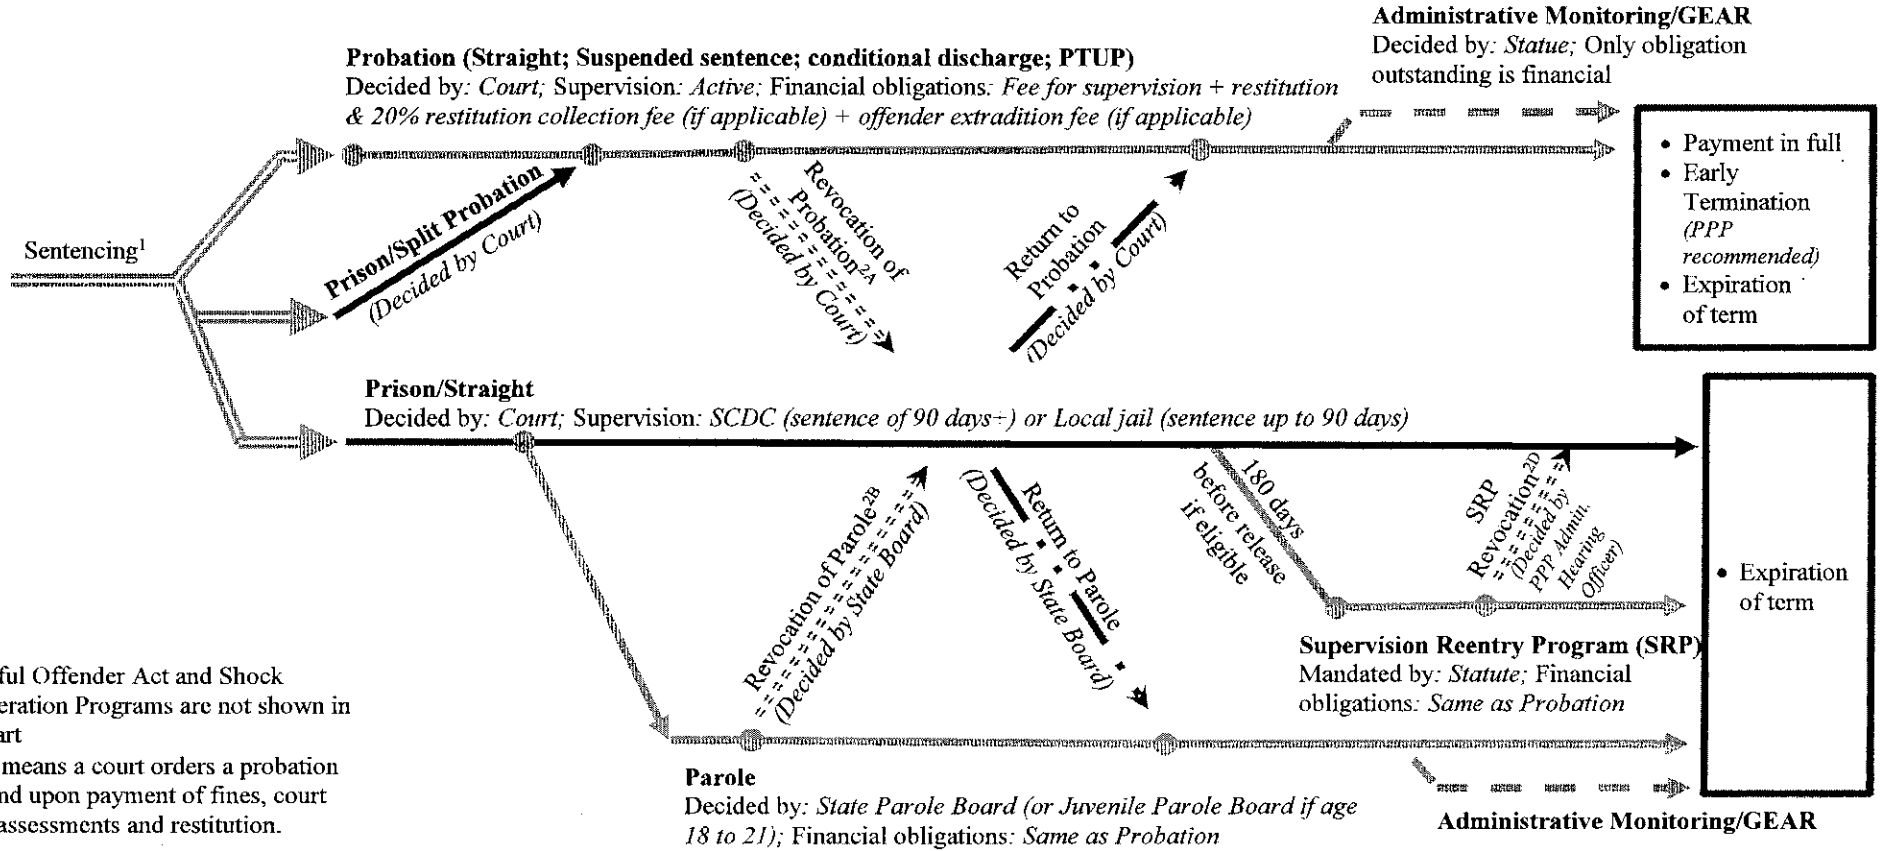 Administrative Monitoring/GEAR
Decided by: Statue; Only obligation
outstanding is financial
Probation (Straight; Suspended sentence; conditional discharge; PTUP)
Decided by: Court; Supervision: Active; Financial obligations: Fee for supervision + restitution
& 20% restitution collection fee (if applicable) + offender extradition fee (if applicable)
• Payment in full
• Early
Termination
(PPP
recommended)
• Expiration
of term
Sentencing1
Prison/Split Probation
(Decided by Court)
Revocation of
Probation2A
(Decided by Court)
Return to
Probation
(Decided by Court)
Prison/Straight
Decided by: Court; Supervision: SCDC (sentence of 90 days+) or Local jail (sentence up to 90 days)
Revocation of Parole2B
(Decided by State Board)
Return to Parole
(Decided by State Board)
180 days
before release
if eligible
SRP
Revocation2D
(Decided by
PPP Admin.
Hearing
Officer)
• Expiration
of term
Supervision Reentry Program (SRP)
Mandated by: Statute; Financial
obligations: Same as Probation
ful Offender Act and Shock
eration Programs are not shown in
art
means a court orders a probation
nd upon payment of fines, court
assessments and restitution.
Parole
Decided by: State Parole Board (or Juvenile Parole Board if age
18 to 21); Financial obligations: Same as Probation
Administrative Monitoring/GEAR